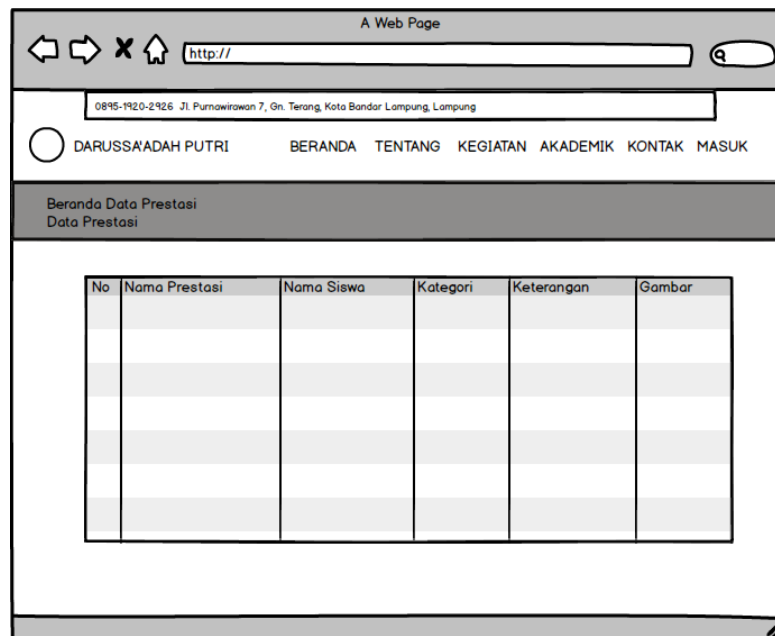 A Web Page
http://
0895-1920-2926 Jl. Purnawirawan 7, Gn. Terang, Kota Bandar Lampung, Lampung
DARUSSA'ADAH PUTRI BERANDA TENTANG KEGIATAN AKADEMIK KONTAK MASUK
Beranda Data Prestasi
Data Prestasi
No Nama Prestasi Nama Siswa Kategori Keterangan Gambar